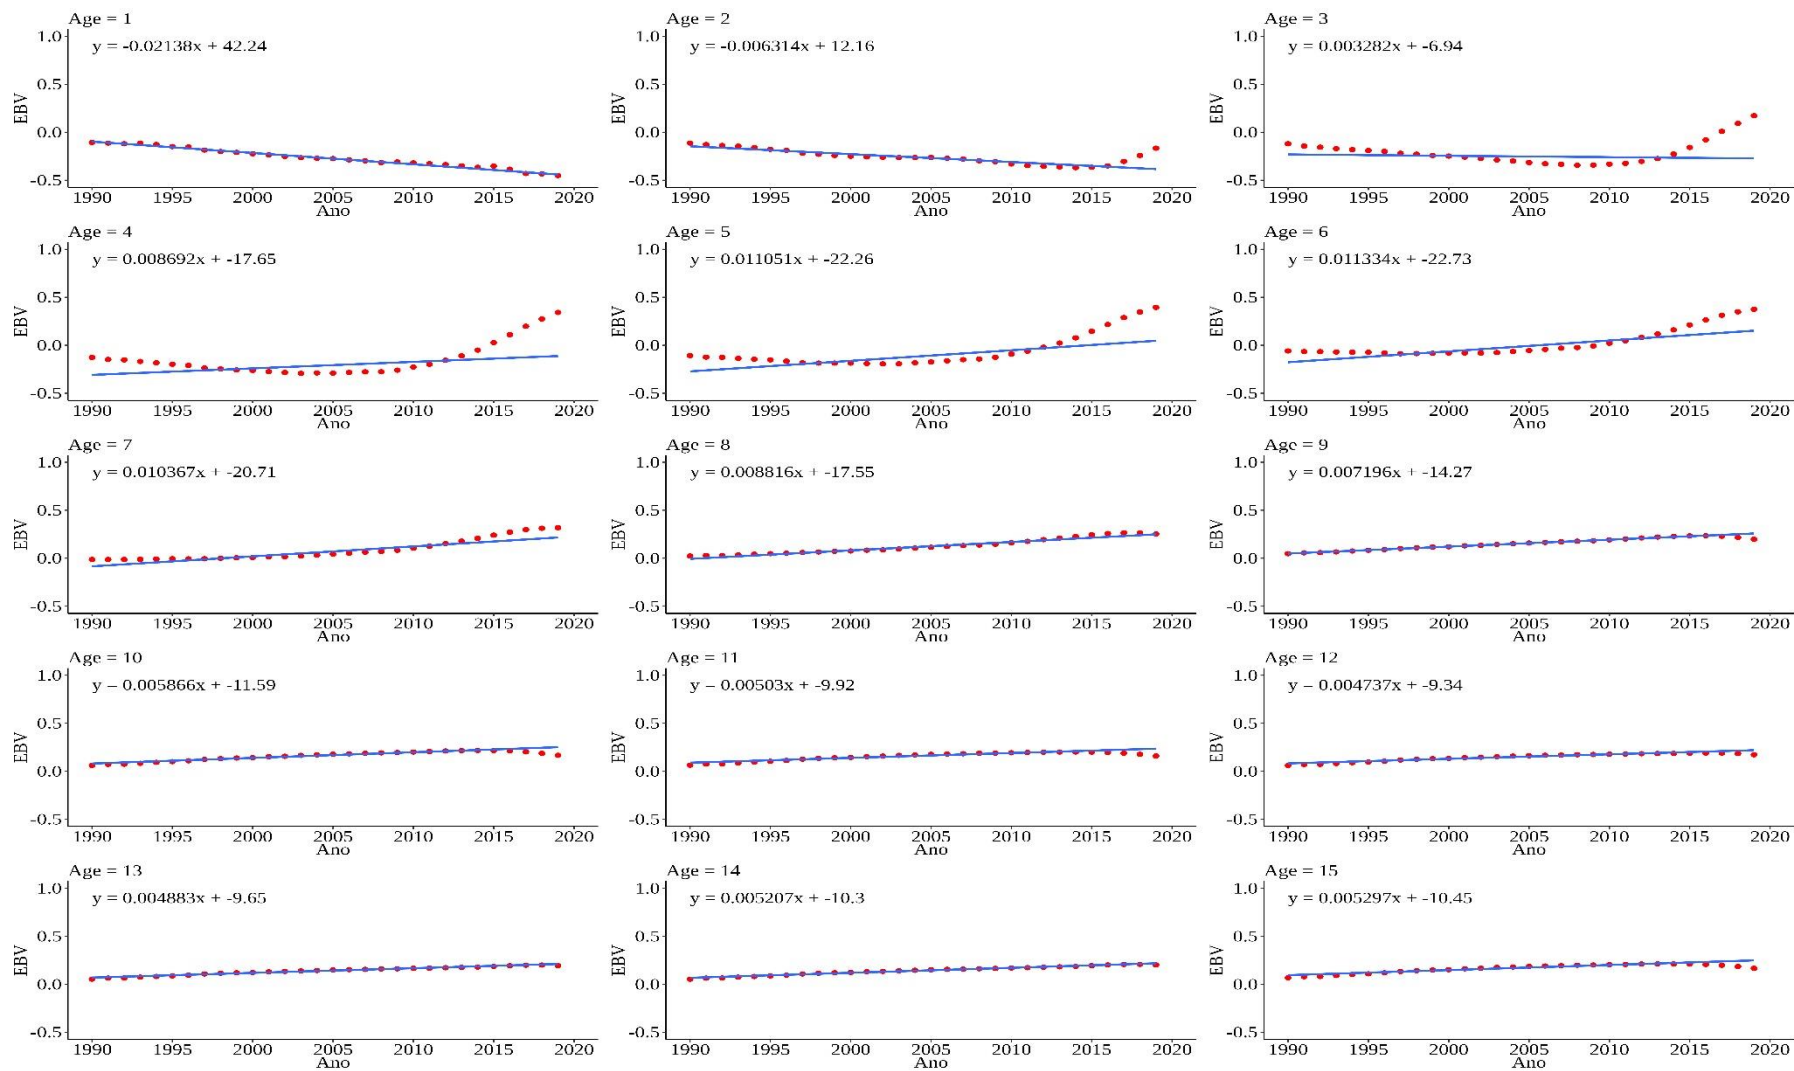 Age = 1
y = -0.02138x + 42.24
EBV
1.0
0.5
0.0
-0.5
1990 1995 2000 2005 2010 2015 2020
Ano
Age = 2
y = -0.006314x + 12.16
EBV
1.0
0.5
0.0
-0.5
1990 1995 2000 2005 2010 2015 2020
Ano
Age = 3
y = 0.003282x + -6.94
EBV
1.0
0.5
0.0
-0.5
1990 1995 2000 2005 2010 2015 2020
Ano
Age = 4
y = 0.008692x + -17.65
EBV
1.0
0.5
0.0
-0.5
1990 1995 2000 2005 2010 2015 2020
Ano
Age = 5
y = 0.011051x + -22.26
EBV
1.0
0.5
0.0
-0.5
1990 1995 2000 2005 2010 2015 2020
Ano
Age = 6
y = 0.011334x + -22.73
EBV
1.0
0.5
0.0
-0.5
1990 1995 2000 2005 2010 2015 2020
Ano
Age = 7
y = 0.010367x + -20.71
EBV
1.0
0.5
0.0
-0.5
1990 1995 2000 2005 2010 2015 2020
Ano
Age = 8
y = 0.008816x + -17.55
EBV
1.0
0.5
0.0
-0.5
1990 1995 2000 2005 2010 2015 2020
Ano
Age = 9
y = 0.007196x + -14.27
EBV
1.0
0.5
0.0
-0.5
1990 1995 2000 2005 2010 2015 2020
Ano
Age = 10
y = 0.005866x + -11.59
EBV
1.0
0.5
0.0
-0.5
1990 1995 2000 2005 2010 2015 2020
Ano
Age = 11
y = 0.00503x + -9.92
EBV
1.0
0.5
0.0
-0.5
1990 1995 2000 2005 2010 2015 2020
Ano
Age = 12
y = 0.004737x + -9.34
EBV
1.0
0.5
0.0
-0.5
1990 1995 2000 2005 2010 2015 2020
Ano
Age = 13
y = 0.004883x + -9.65
EBV
1.0
0.5
0.0
-0.5
1990 1995 2000 2005 2010 2015 2020
Ano
Age = 14
y = 0.005207x + -10.3
EBV
1.0
0.5
0.0
-0.5
1990 1995 2000 2005 2010 2015 2020
Ano
Age = 15
y = 0.005297x + -10.45
EBV
1.0
0.5
0.0
-0.5
1990 1995 2000 2005 2010 2015 2020
Ano